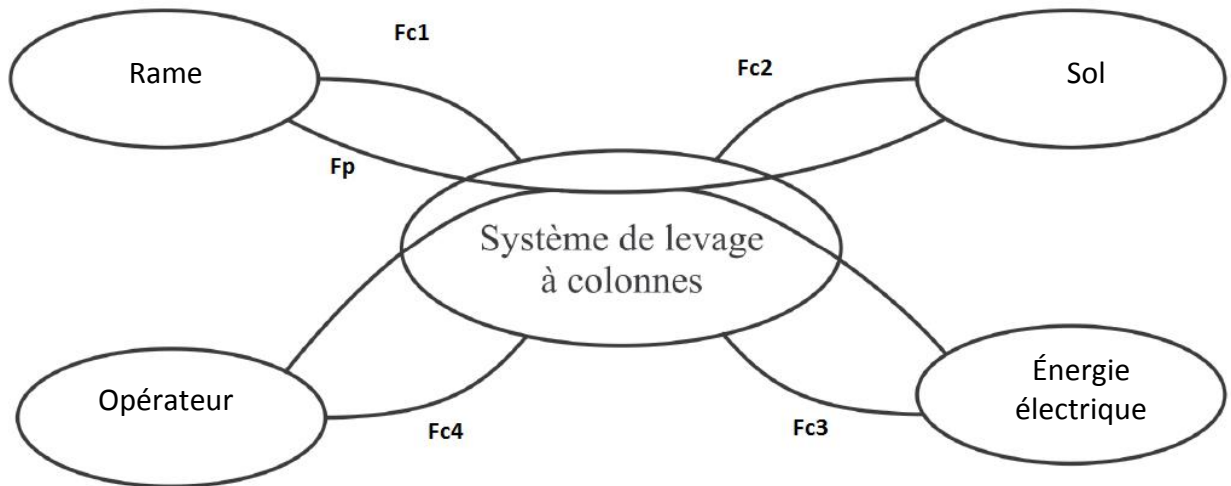 Fc1
Rame
Fc2
Sol
Fp
Système de levage
à colonnes
Opérateur
Énergie
électrique
Fc4
Fc3